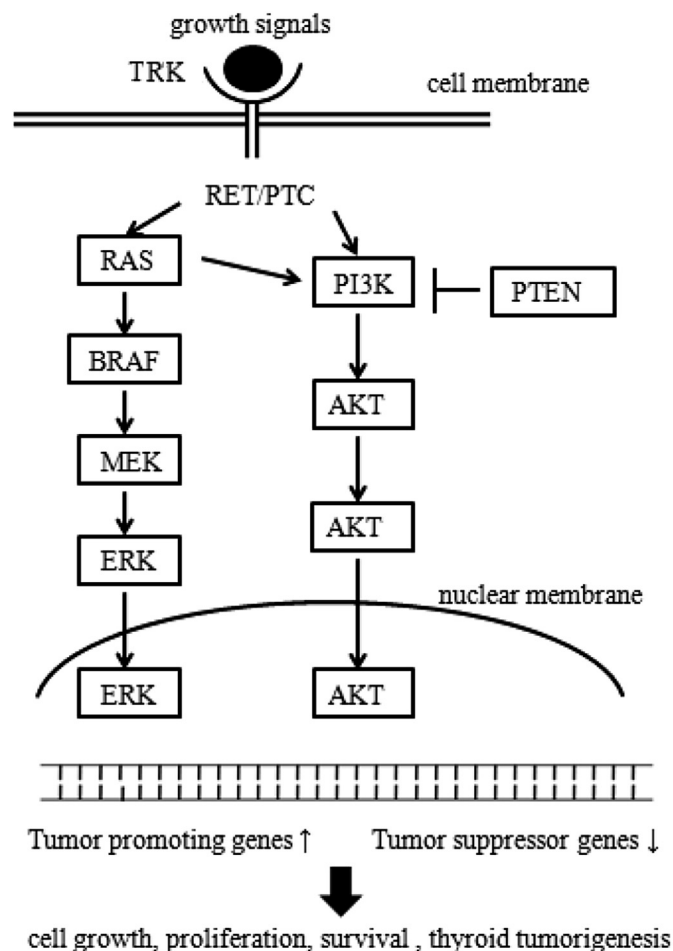 growth signals
TRK
cell membrane
RET/PTC
RAS
PI3K
PTEN
BRAF
AKT
MEK
AKT
ERK
nuclear membrane
ERK
AKT
Tumor promoting genes ↑
Tumor suppressor genes ↓
cell growth, proliferation, survival , thyroid tumorigenesis